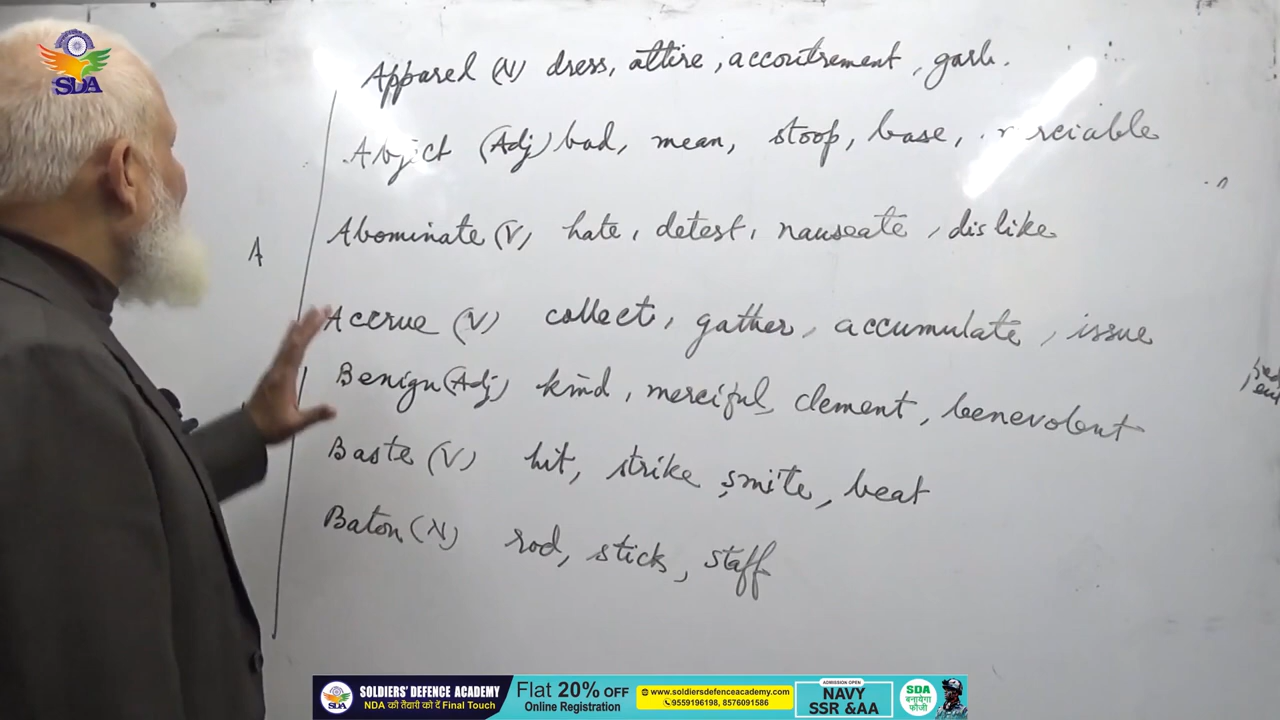 SDA
Apparel (N) dress, attire, accoutrement, garb.
Abject (Adj) bad, mean, stoop, base,
Abominate (V) hate, detest, nauseate, dislike
A
Accrue (V) collect, gather, accumulate, issue
Benign (Adj) kind, merciful, clement, benevolent
Baste (V) hit, strike, smite, beat
Baton (N) rod, stick, staff
SOLDIERS' DEFENCE ACADEMY
NDA की तैयारी को दें Final Touch
Flat 20% OFF
Online Registration
www.soldiersdefenceacademy.com
9559196198, 8576091586
ADMISSION OPEN
NAVY
SSR &AA
SDA
बनायेगा
फौजी